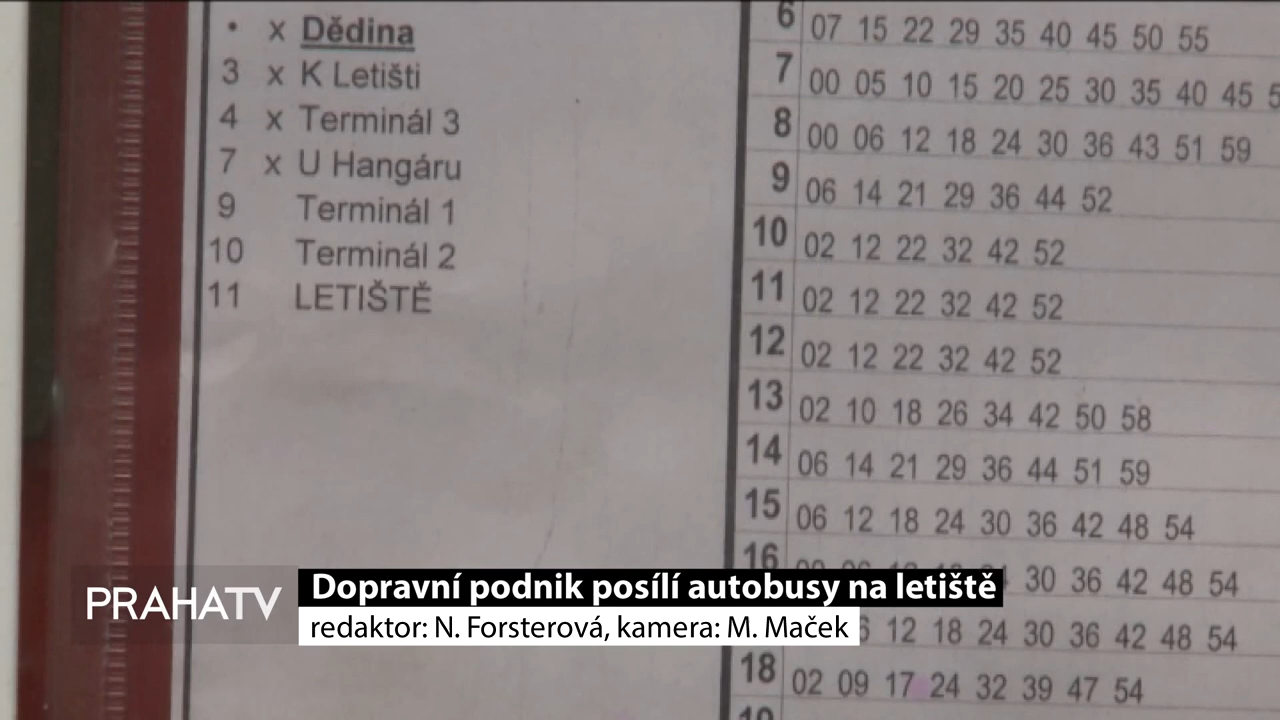 • x Dědina
3 x K Letišti
4 x Terminál 3
7 x U Hangáru
9 Terminál 1
10 Terminál 2
11 LETIŠTĚ
6 07 15 22 29 35 40 45 50 55
7 00 05 10 15 20 25 30 35 40 45
8 00 06 12 18 24 30 36 43 51 59
9 06 14 21 29 36 44 52
10 02 12 22 32 42 52
11 02 12 22 32 42 52
12 02 12 22 32 42 52
13 02 10 18 26 34 42 50 58
14 06 14 21 29 36 44 51 59
15 06 12 18 24 30 36 42 48 54
16 30 36 42 48 54
12 18 24 30 36 42 48 54
18 02 09 17 24 32 39 47 54
PRAHA TV
Dopravní podnik posílí autobusy na letiště
redaktor: N. Forsterová, kamera: M. Maček